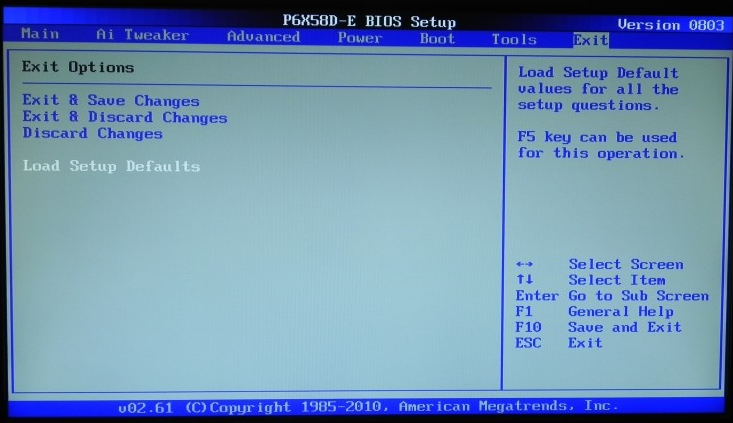 P6X58D-E BIOS Setup
Version 0803
Main Ai Tweaker Advanced Power Boot Tools Exit
Exit Options
Exit & Save Changes
Exit & Discard Changes
Discard Changes
Load Setup Defaults
Load Setup Default
values for all the
setup questions.
F5 key can be used
for this operation.
↔ Select Screen
↑↓ Select Item
Enter Go to Sub Screen
F1 General Help
F10 Save and Exit
ESC Exit
v02.61 (C)Copyright 1985-2010, American Megatrends, Inc.